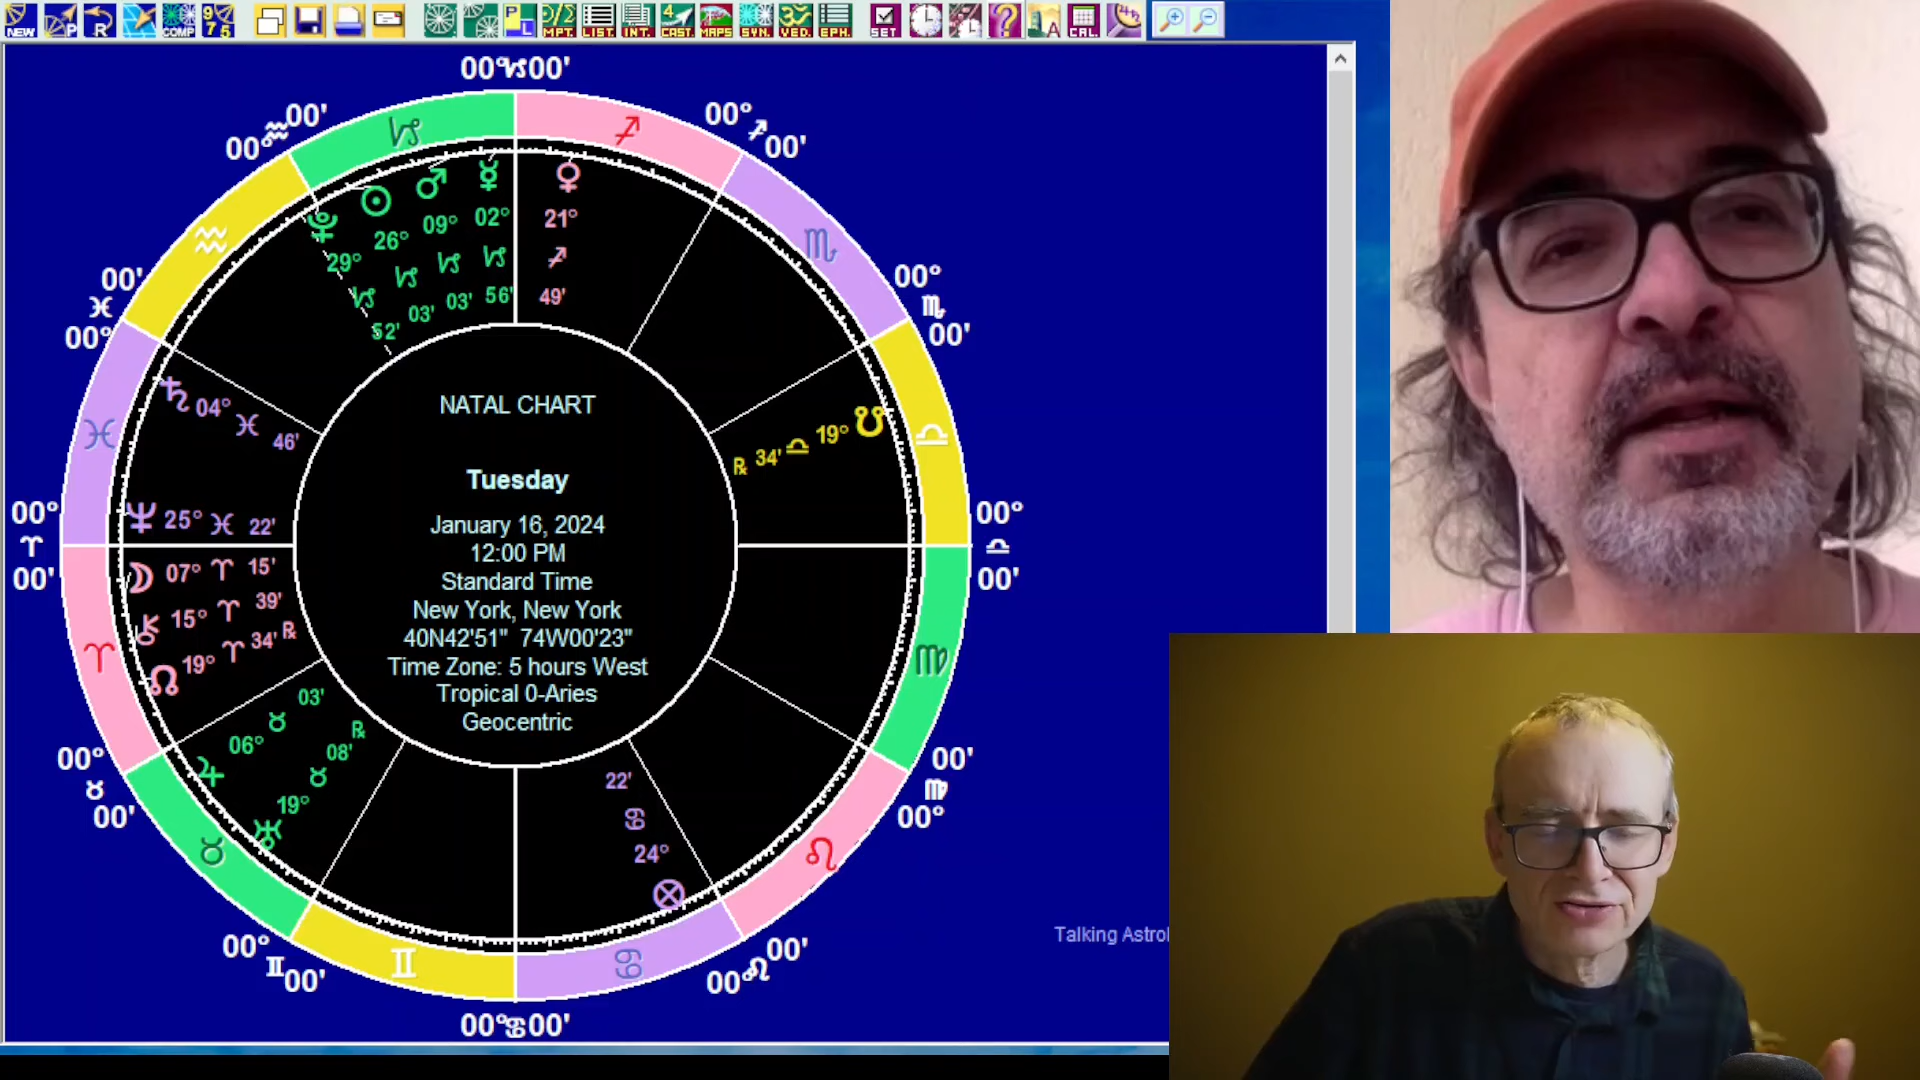 NEW P R COMP 97 75 P L MPT. LIST. INT. 4 CAST. MAPS SYN. VED. EPH. SET ? A CAL.
00°♑00'
00°♒00'
00°♐00'
♑ ♐
♒ ♏
☉ ♂ ☿ ♀
♇ 29° ♑ 52'
26° ♑ 03'
09° ♑ 03'
02° ♑ 56'
21° ♐ 49'
00' ♓ 00°
00° ♏ 00'
♄ 04° ♓ 46'
℞ 34' ♎ 19° ☋
♓ ♎
NATAL CHART
Tuesday
January 16, 2024
12:00 PM
Standard Time
New York, New York
40N42'51" 74W00'23"
Time Zone: 5 hours West
Tropical 0-Aries
Geocentric
♆ 25° ♓ 22'
00° ♈ 00'
00° ♎ 00'
☽ 07° ♈ 15'
⚷ 15° ♈ 39'
☊ 19° ♈ 34' ℞
♈ ♍
♃ 06° ♉ 03'
♅ 19° ♉ 08' ℞
00° ♉ 00'
00' ♍ 00°
22' ♋ 24° ⊗
♉ ♌
♊ ♋
00° ♊ 00'
00° ♌ 00'
00°♋00'
Talking Astrol